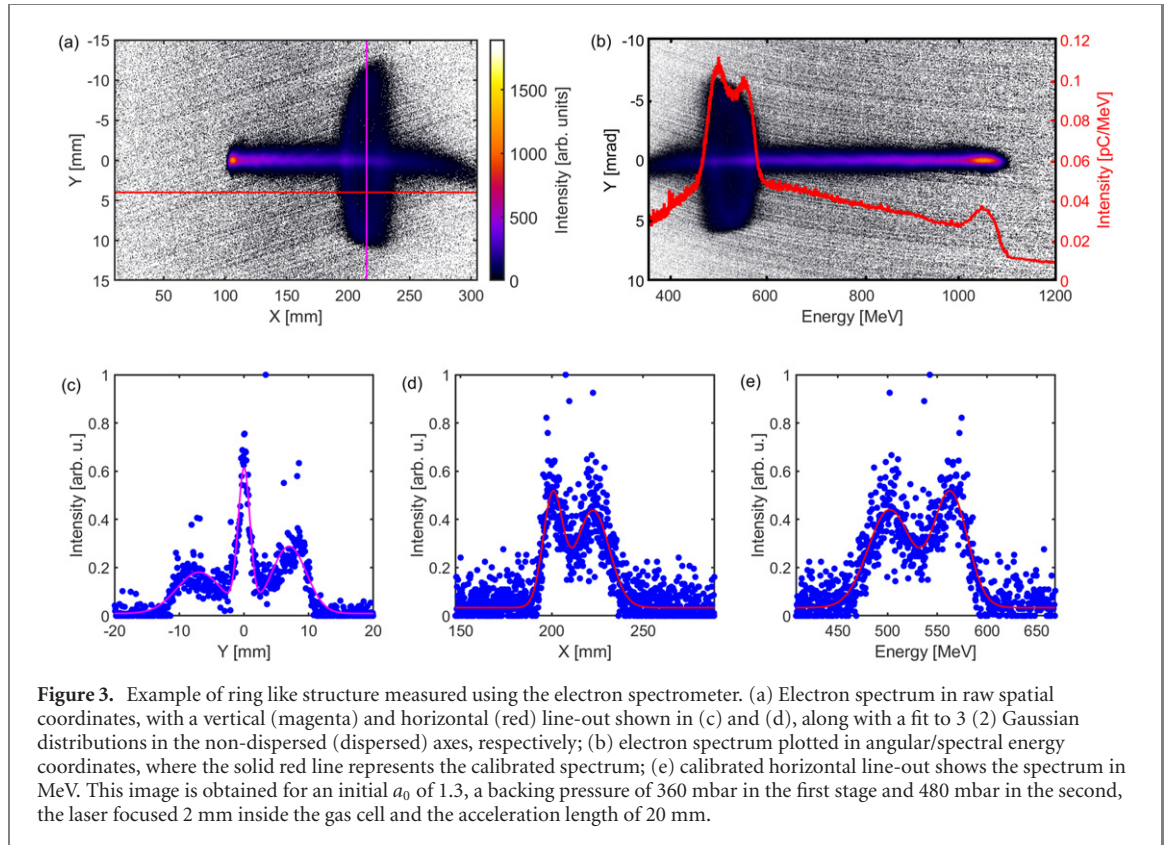 (a)
-15
-10
-5
0
5
10
15
Y [mm]
50 100 150 200 250 300
X [mm]
1500
1000
500
0
Intensity [arb. units]
(b)
-10
-5
0
5
10
Y [mrad]
400 600 800 1000 1200
Energy [MeV]
0.12
0.1
0.08
0.06
0.04
0.02
0
Intensity [pC/MeV]
(c)
1
0.8
0.6
0.4
0.2
0
Intensity [arb. u.]
-20 -10 0 10 20
Y [mm]
(d)
1
0.8
0.6
0.4
0.2
0
Intensity [arb. u.]
150 200 250
X [mm]
(e)
1
0.8
0.6
0.4
0.2
0
Intensity [arb. u.]
450 500 550 600 650
Energy [MeV]
Figure 3. Example of ring like structure measured using the electron spectrometer. (a) Electron spectrum in raw spatial
coordinates, with a vertical (magenta) and horizontal (red) line-out shown in (c) and (d), along with a fit to 3 (2) Gaussian
distributions in the non-dispersed (dispersed) axes, respectively; (b) electron spectrum plotted in angular/spectral energy
coordinates, where the solid red line represents the calibrated spectrum; (e) calibrated horizontal line-out shows the spectrum in
MeV. This image is obtained for an initial a0 of 1.3, a backing pressure of 360 mbar in the first stage and 480 mbar in the second,
the laser focused 2 mm inside the gas cell and the acceleration length of 20 mm.